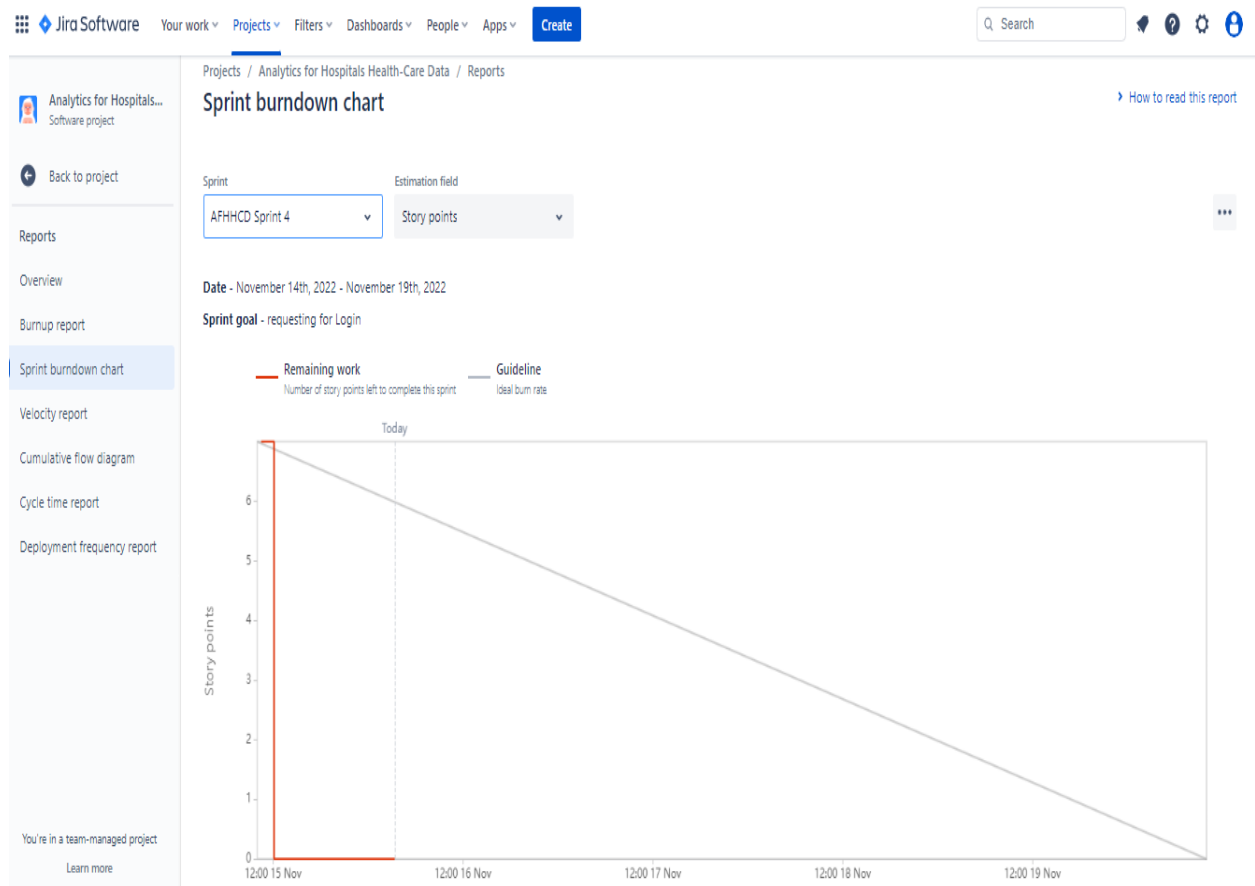 Jira Software Your work Projects Filters Dashboards People Apps Create Search
Projects / Analytics for Hospitals Health-Care Data / Reports
Analytics for Hospitals...
Software project
Sprint burndown chart
How to read this report
Back to project
Reports
Overview
Burnup report
Sprint burndown chart
Velocity report
Cumulative flow diagram
Cycle time report
Deployment frequency report
You're in a team-managed project
Learn more
Sprint Estimation field
AFHHCD Sprint 4 Story points
Date - November 14th, 2022 - November 19th, 2022
Sprint goal - requesting for Login
Remaining work Guideline
Number of story points left to complete this sprint Ideal burn rate
Today
Story points
6
5
4
3
2
1
0
12:00 15 Nov 12:00 16 Nov 12:00 17 Nov 12:00 18 Nov 12:00 19 Nov